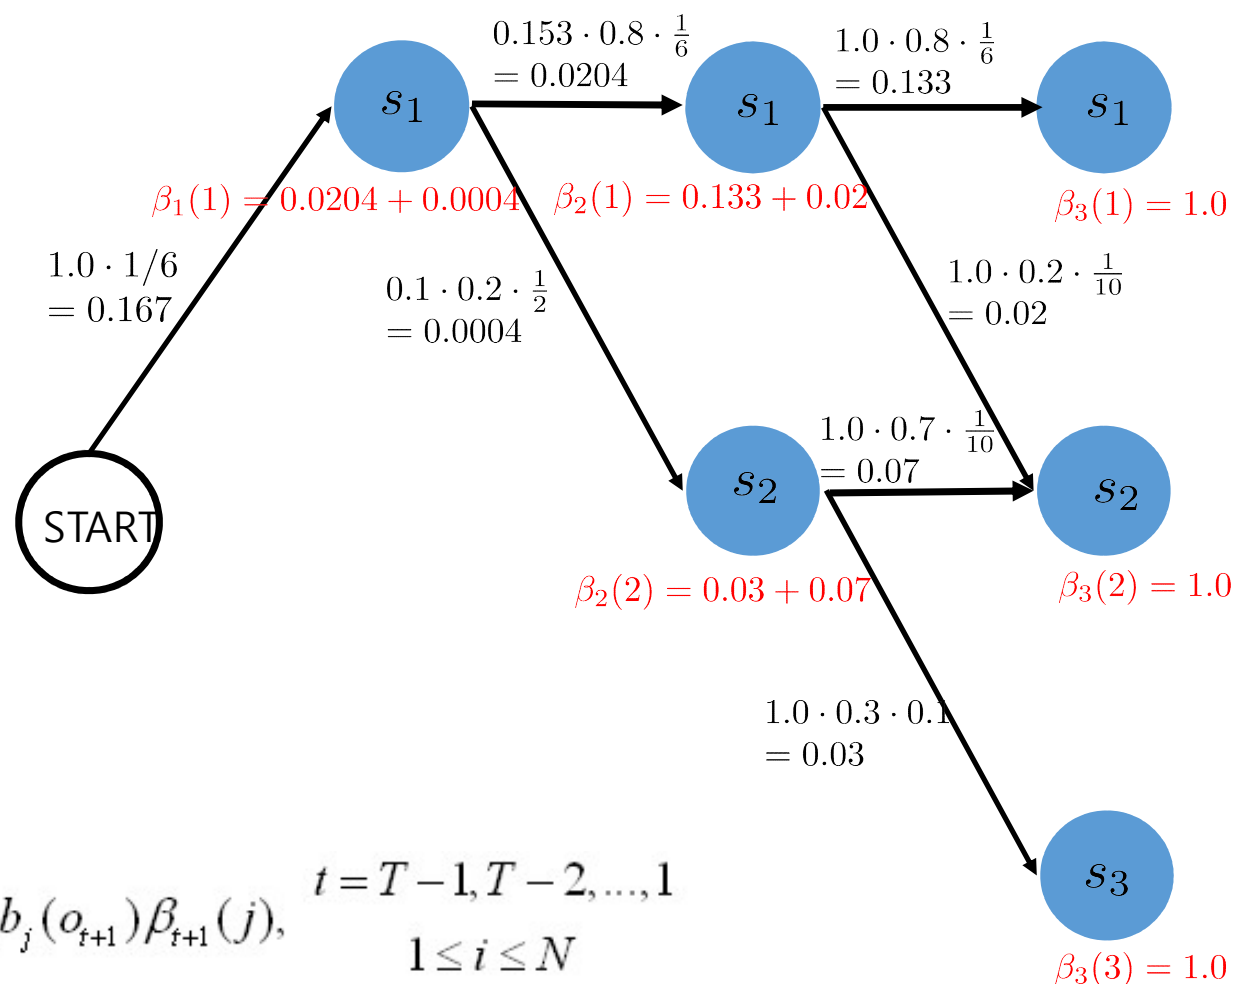 0.153 · 0.8 · 1/6
= 0.0204
1.0 · 0.8 · 1/6
= 0.133
s₁
s₁
s₁
β₁(1) = 0.0204 + 0.0004
β₂(1) = 0.133 + 0.02
β₃(1) = 1.0
1.0 · 1/6
= 0.167
0.1 · 0.2 · 1/2
= 0.0004
1.0 · 0.2 · 1/10
= 0.02
1.0 · 0.7 · 1/10
= 0.07
START
s₂
s₂
β₂(2) = 0.03 + 0.07
β₃(2) = 1.0
1.0 · 0.3 · 0.1
= 0.03
s₃
β₃(3) = 1.0
t = T − 1, T − 2, ..., 1
bⱼ(oₜ₊₁)βₜ₊₁(j),
1 ≤ i ≤ N